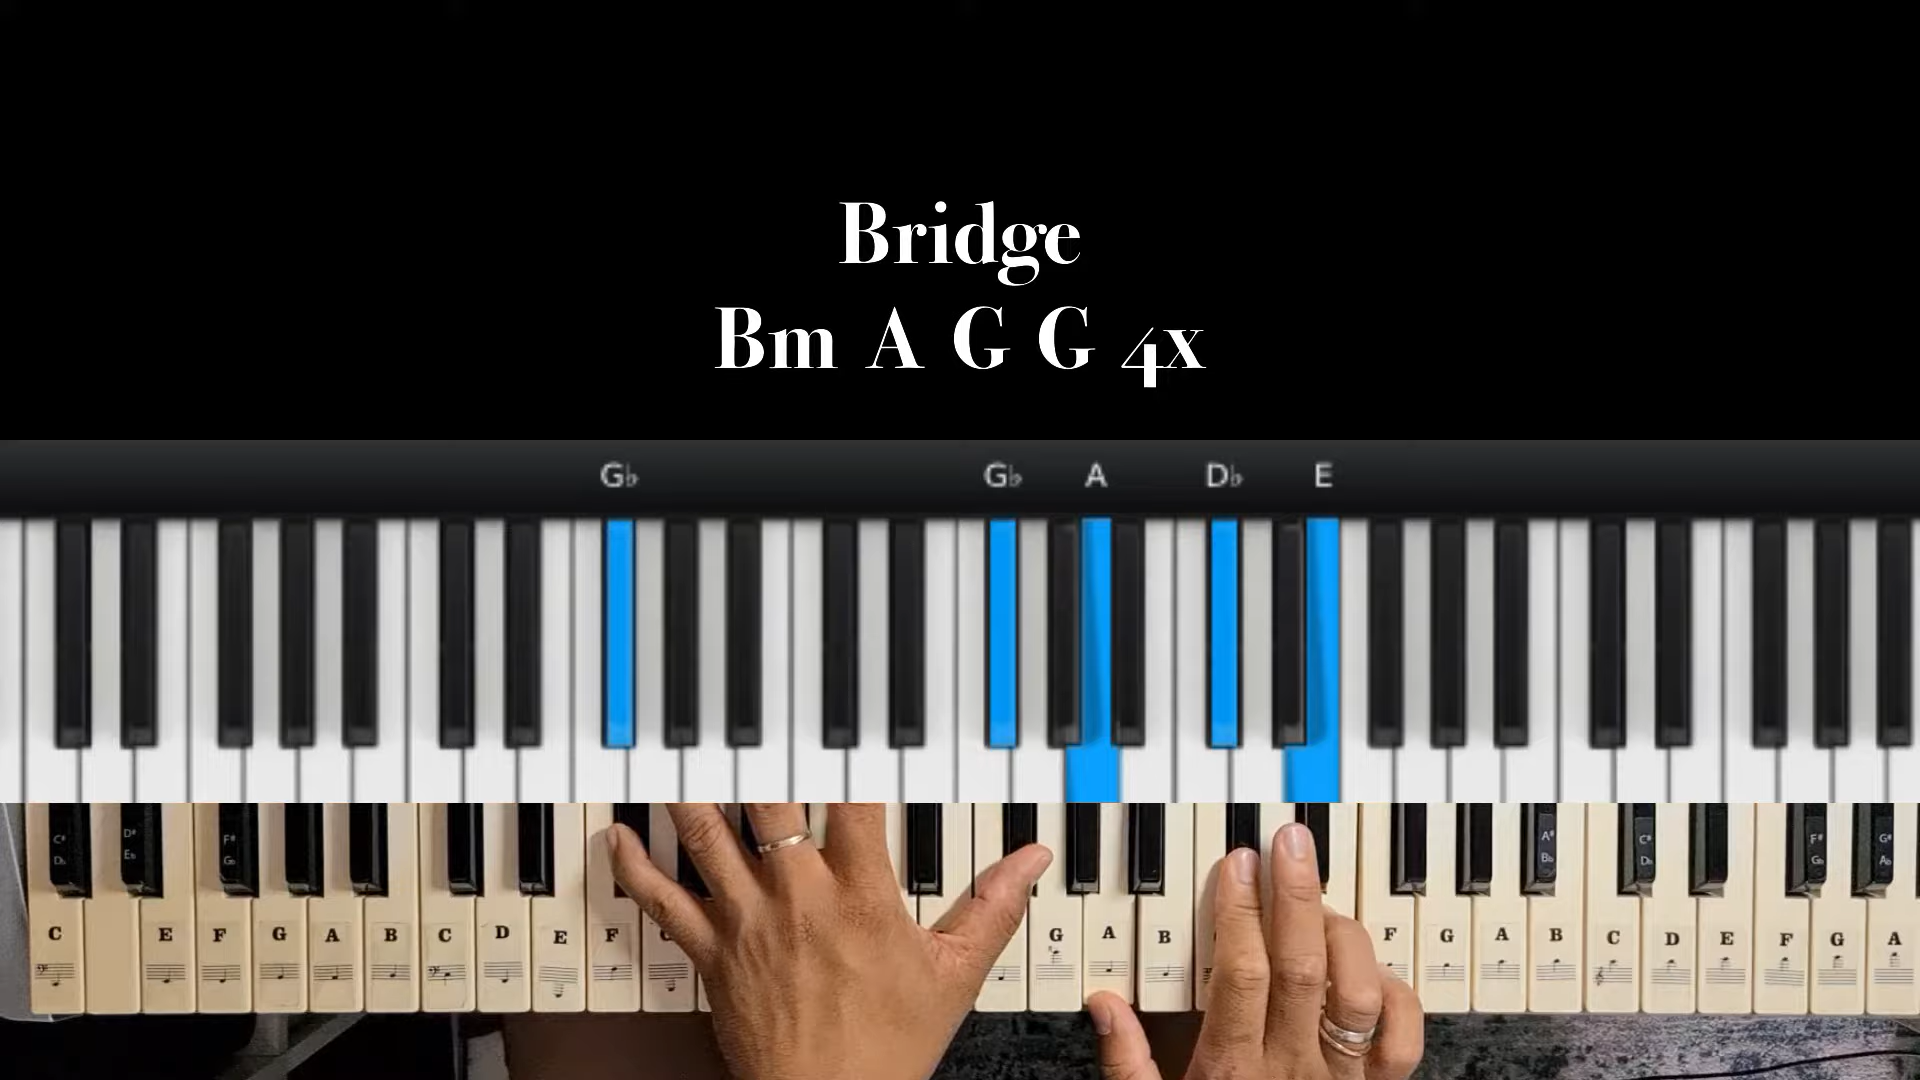 Bridge
Bm A G G 4x
G♭ G♭ A D♭ E
C# D# F# A# C# F# G#
D♭ E♭ G♭ B♭ D♭ G♭ A♭
C E F G A B C D E F G A B F G A B C D E F G A